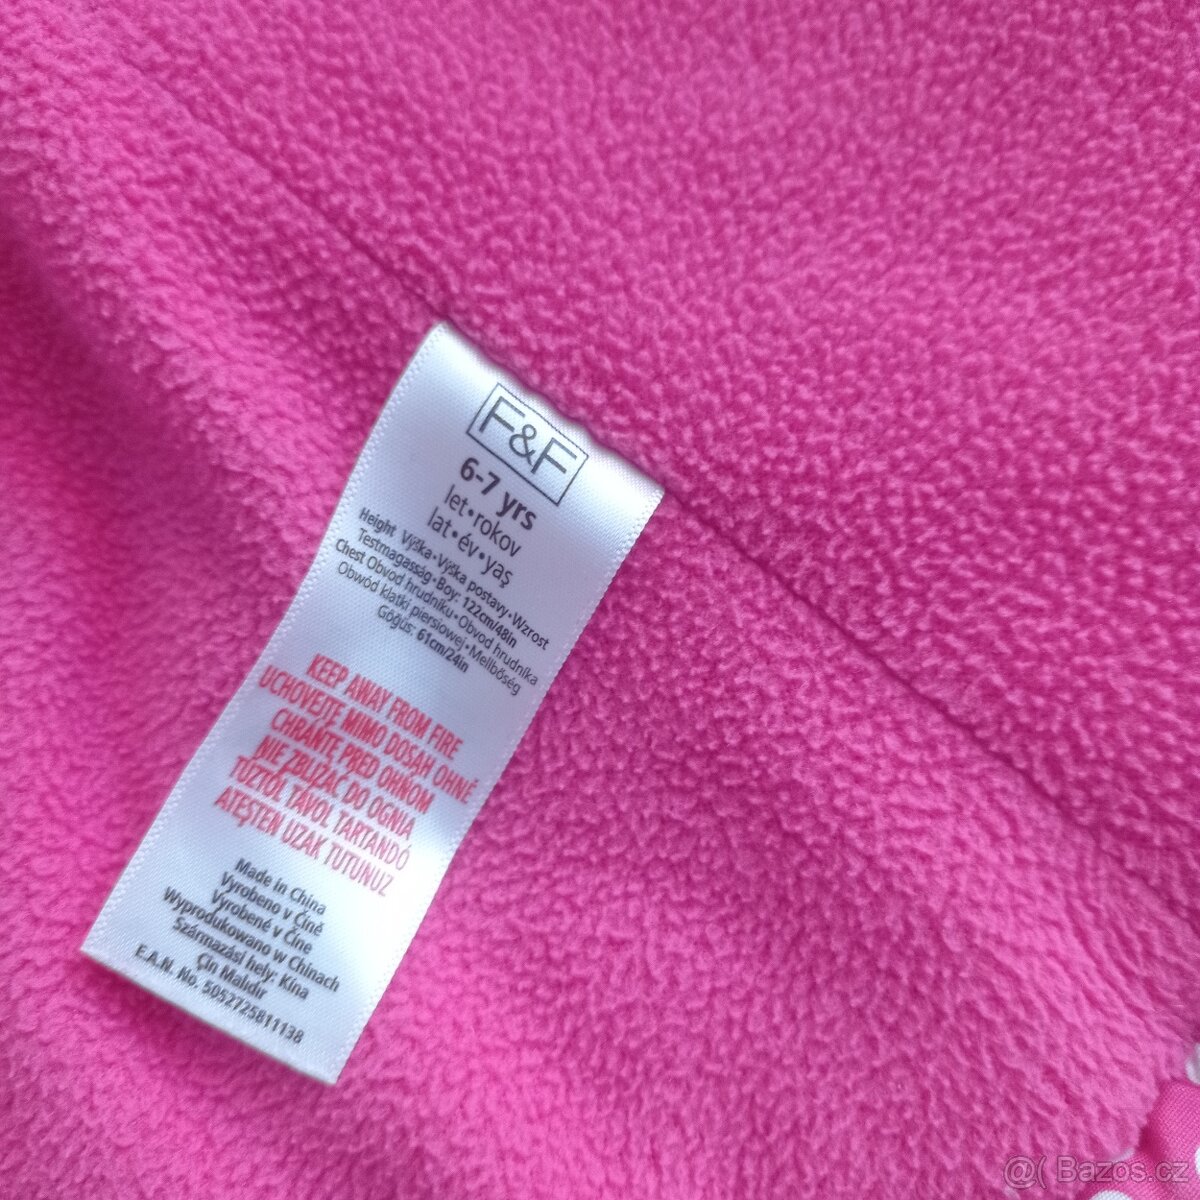 F&F
6-7 yrs
let•rokov
lat•év•yaş
Height Výška•Výška postavy•Wzrost
Testmagasság•Boy: 122cm/48in
Chest Obvod hrudníku•Obvod hrudníka
Obwód klatki piersiowej•Mellbőség
Göğüs: 61cm/24in
KEEP AWAY FROM FIRE
UCHOVEJTE MIMO DOSAH OHNĚ
CHRÁŇTE PRED OHŇOM
NIE ZBLIŻAĆ DO OGNIA
TŰZTŐL TÁVOL TARTANDÓ
ATEŞTEN UZAK TUTUNUZ
Made in China
Vyrobeno v Číně
Vyrobené v Číne
Wyprodukowano w Chinach
Származási hely: Kína
Çin Malıdır
E.A.N. No. 5052725811138
@( Bazos.cz